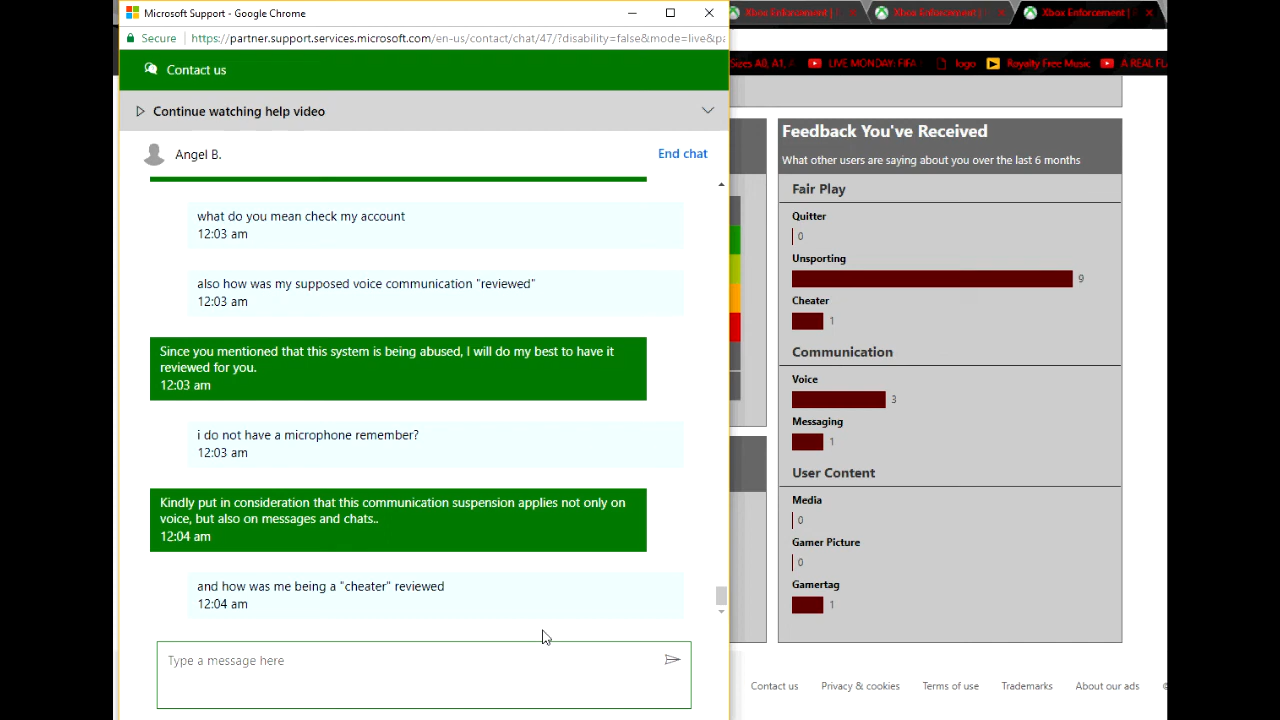 Microsoft Support - Google Chrome
Xbox Enforcement |
Xbox Enforcement |
Xbox Enforcement |
Secure https://partner.support.services.microsoft.com/en-us/contact/chat/47/?disability=false&mode=live&pa
Sizes A0, A1, A
LIVE MONDAY: FIFA
logo
Royalty Free Music
A REAL FL
Contact us
Continue watching help video
Angel B.
End chat
what do you mean check my account
12:03 am
also how was my supposed voice communication "reviewed"
12:03 am
Since you mentioned that this system is being abused, I will do my best to have it
reviewed for you.
12:03 am
i do not have a microphone remember?
12:03 am
Kindly put in consideration that this communication suspension applies not only on
voice, but also on messages and chats..
12:04 am
and how was me being a "cheater" reviewed
12:04 am
Type a message here
Feedback You've Received
What other users are saying about you over the last 6 months
Fair Play
Quitter
0
Unsporting
9
Cheater
1
Communication
Voice
3
Messaging
1
User Content
Media
0
Gamer Picture
0
Gamertag
1
Contact us
Privacy & cookies
Terms of use
Trademarks
About our ads
©